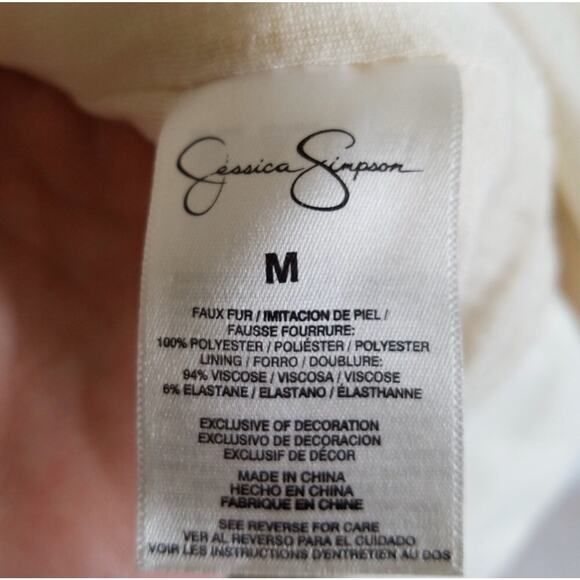 Jessica Simpson
M
FAUX FUR / IMITACION DE PIEL /
FAUSSE FOURRURE:
100% POLYESTER / POLIÉSTER / POLYESTER
LINING / FORRO / DOUBLURE:
94% VISCOSE / VISCOSA / VISCOSE
6% ELASTANE / ELASTANO / ÉLASTHANNE
EXCLUSIVE OF DECORATION
EXCLUSIVO DE DECORACION
EXCLUSIF DE DÉCOR
MADE IN CHINA
HECHO EN CHINA
FABRIQUE EN CHINE
SEE REVERSE FOR CARE
VER AL REVERSO PARA EL CUIDADO
VOIR LES INSTRUCTIONS D'ENTRETIEN AU DOS